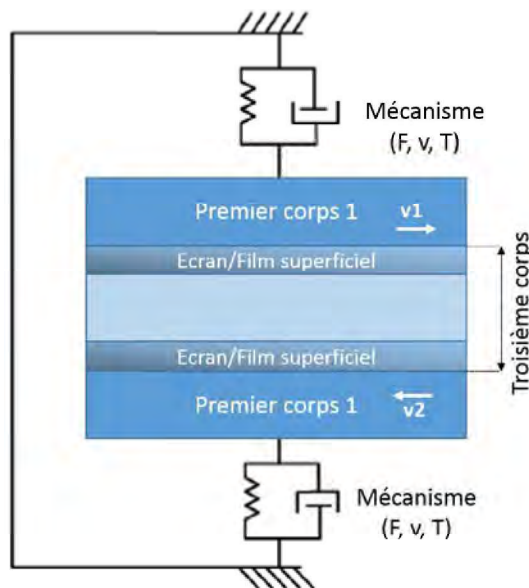 Mécanisme
(F, v, T)
Premier corps 1
v1
Ecran/Film superficiel
Troisième corps
Ecran/Film superficiel
Premier corps 1
v2
Mécanisme
(F, v, T)